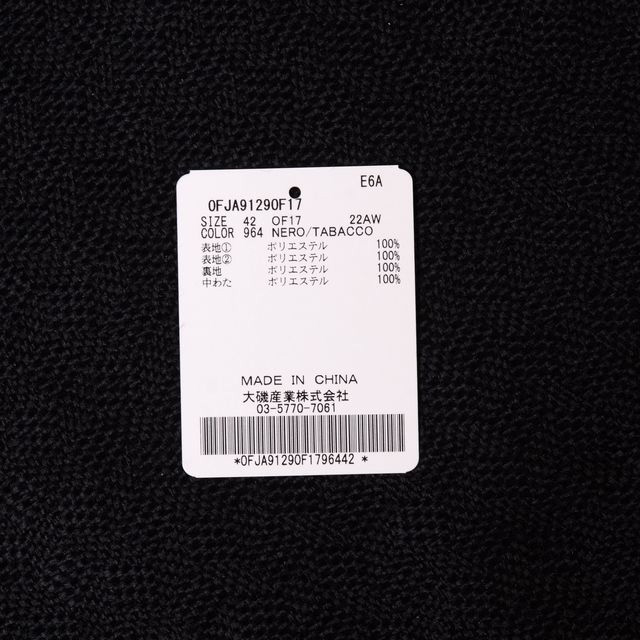 E6A
OFJA91290F17
SIZE 42 OF17 22AW
COLOR 964 NERO/TABACCO
表地① ポリエステル 100%
表地② ポリエステル 100%
裏地 ポリエステル 100%
中わた ポリエステル 100%
MADE IN CHINA
大磯産業株式会社
03-5770-7061
*OFJA91290F1796442 *